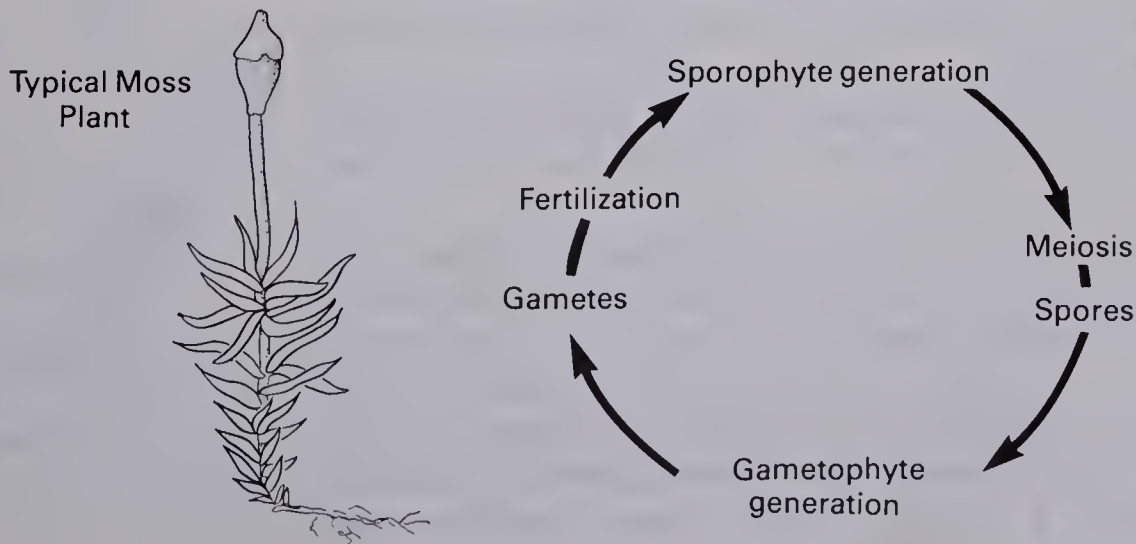 Typical Moss
Plant
Sporophyte generation
Fertilization
Meiosis
Gametes
Spores
Gametophyte
generation